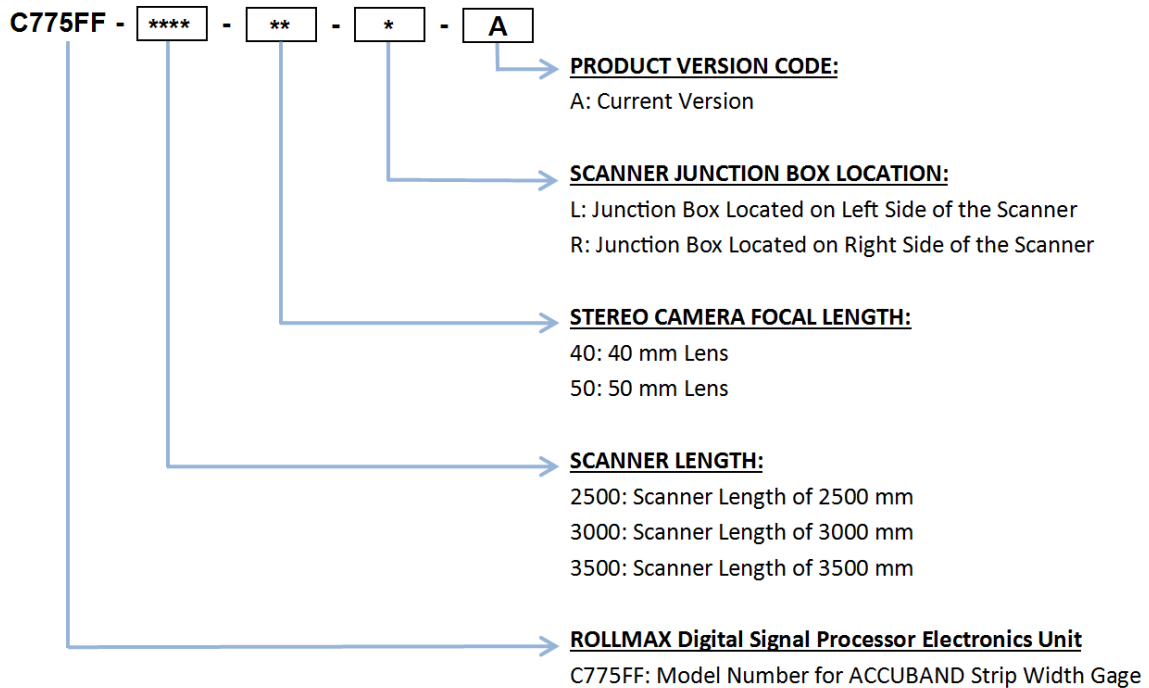 C775FF - **** - ** - * - A
PRODUCT VERSION CODE:
A: Current Version
SCANNER JUNCTION BOX LOCATION:
L: Junction Box Located on Left Side of the Scanner
R: Junction Box Located on Right Side of the Scanner
STEREO CAMERA FOCAL LENGTH:
40: 40 mm Lens
50: 50 mm Lens
SCANNER LENGTH:
2500: Scanner Length of 2500 mm
3000: Scanner Length of 3000 mm
3500: Scanner Length of 3500 mm
ROLLMAX Digital Signal Processor Electronics Unit
C775FF: Model Number for ACCUBAND Strip Width Gage